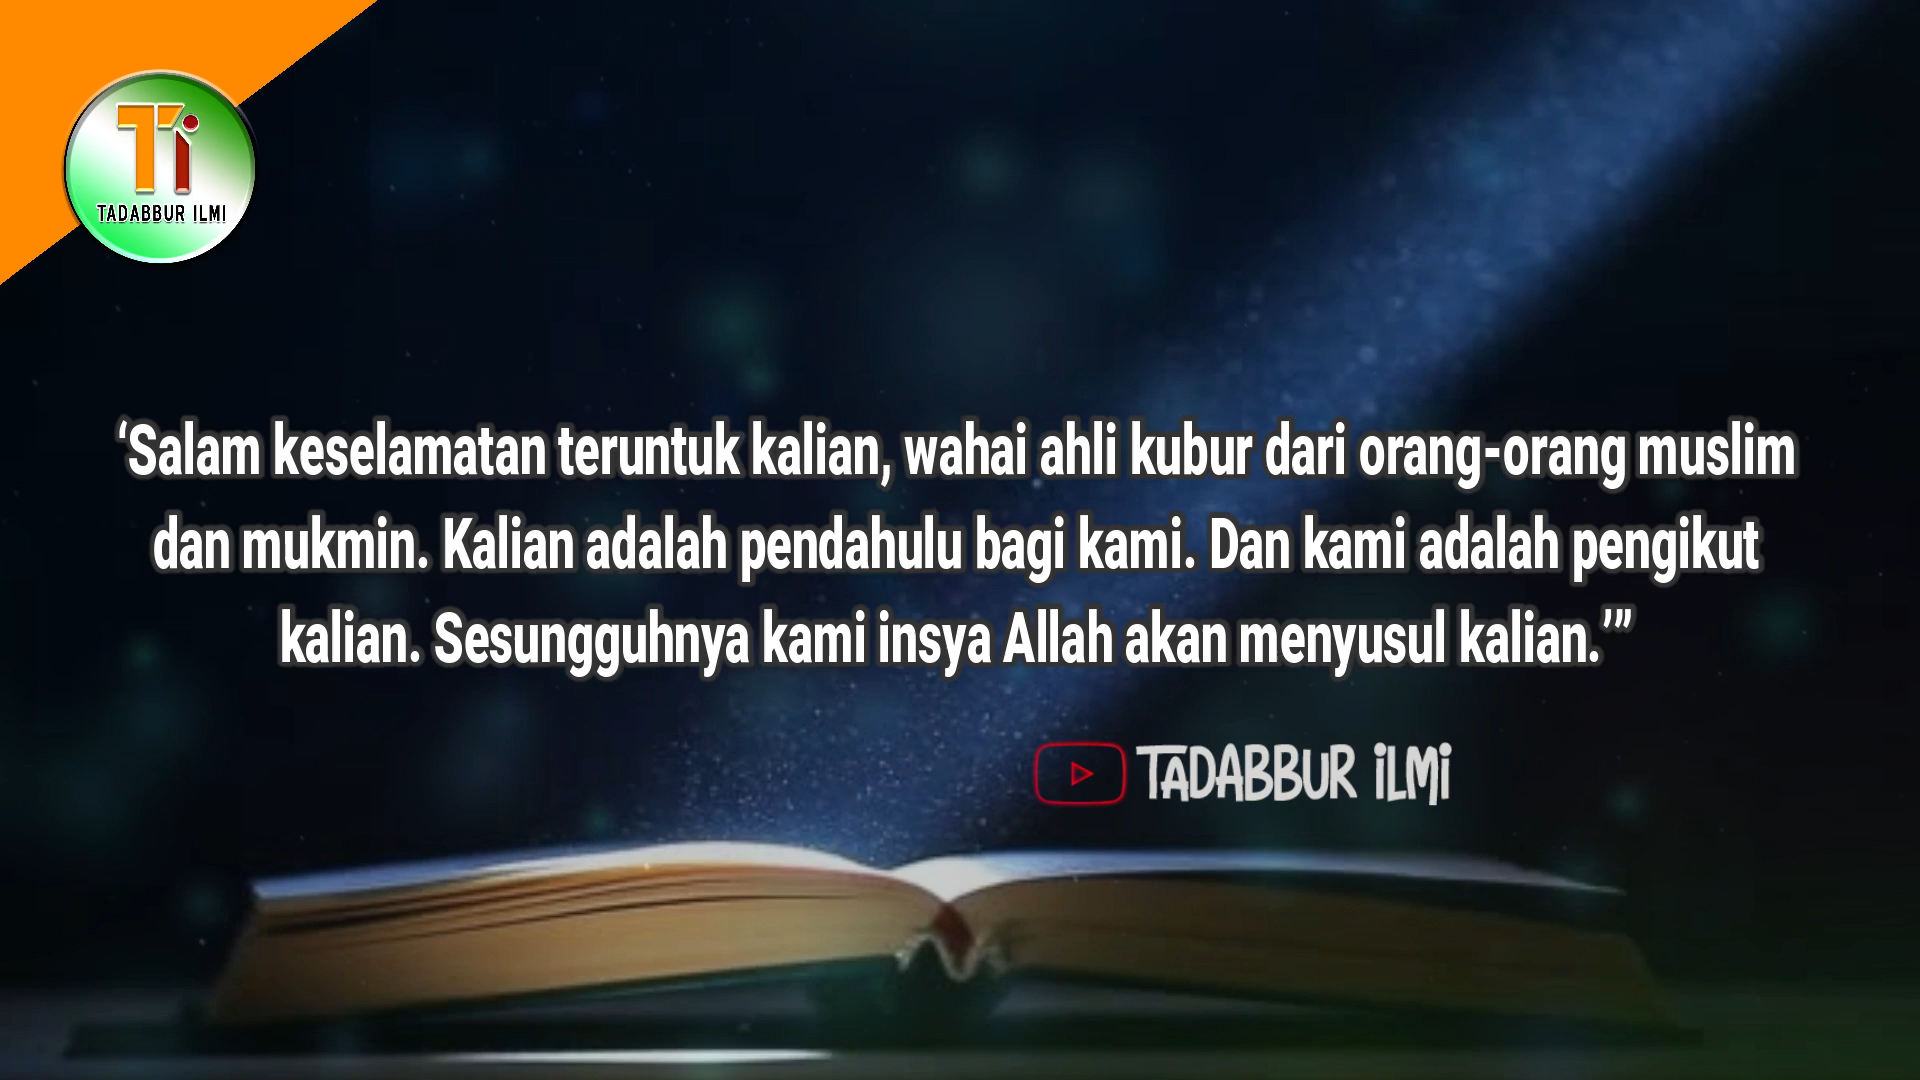 Ti
TADABBUR ILMI
‘Salam keselamatan teruntuk kalian, wahai ahli kubur dari orang-orang muslim
dan mukmin. Kalian adalah pendahulu bagi kami. Dan kami adalah pengikut
kalian. Sesungguhnya kami insya Allah akan menyusul kalian.’”
TADABBUR iLMi